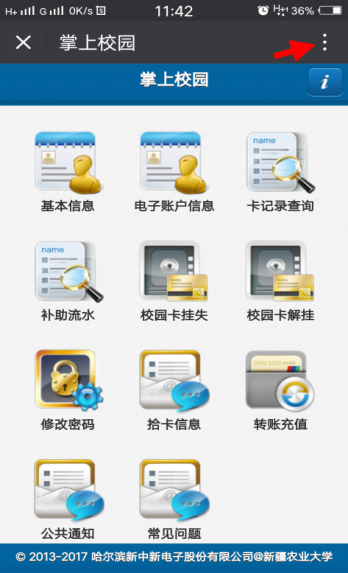 H+ G 0K/s 11:42 H+ 36%
掌上校园
掌上校园
i
name
基本信息 电子账户信息 卡记录查询
name
补助流水 校园卡挂失 校园卡解挂
修改密码 拾卡信息 转账充值
公共通知 常见问题
© 2013-2017 哈尔滨新中新电子股份有限公司@新疆农业大学